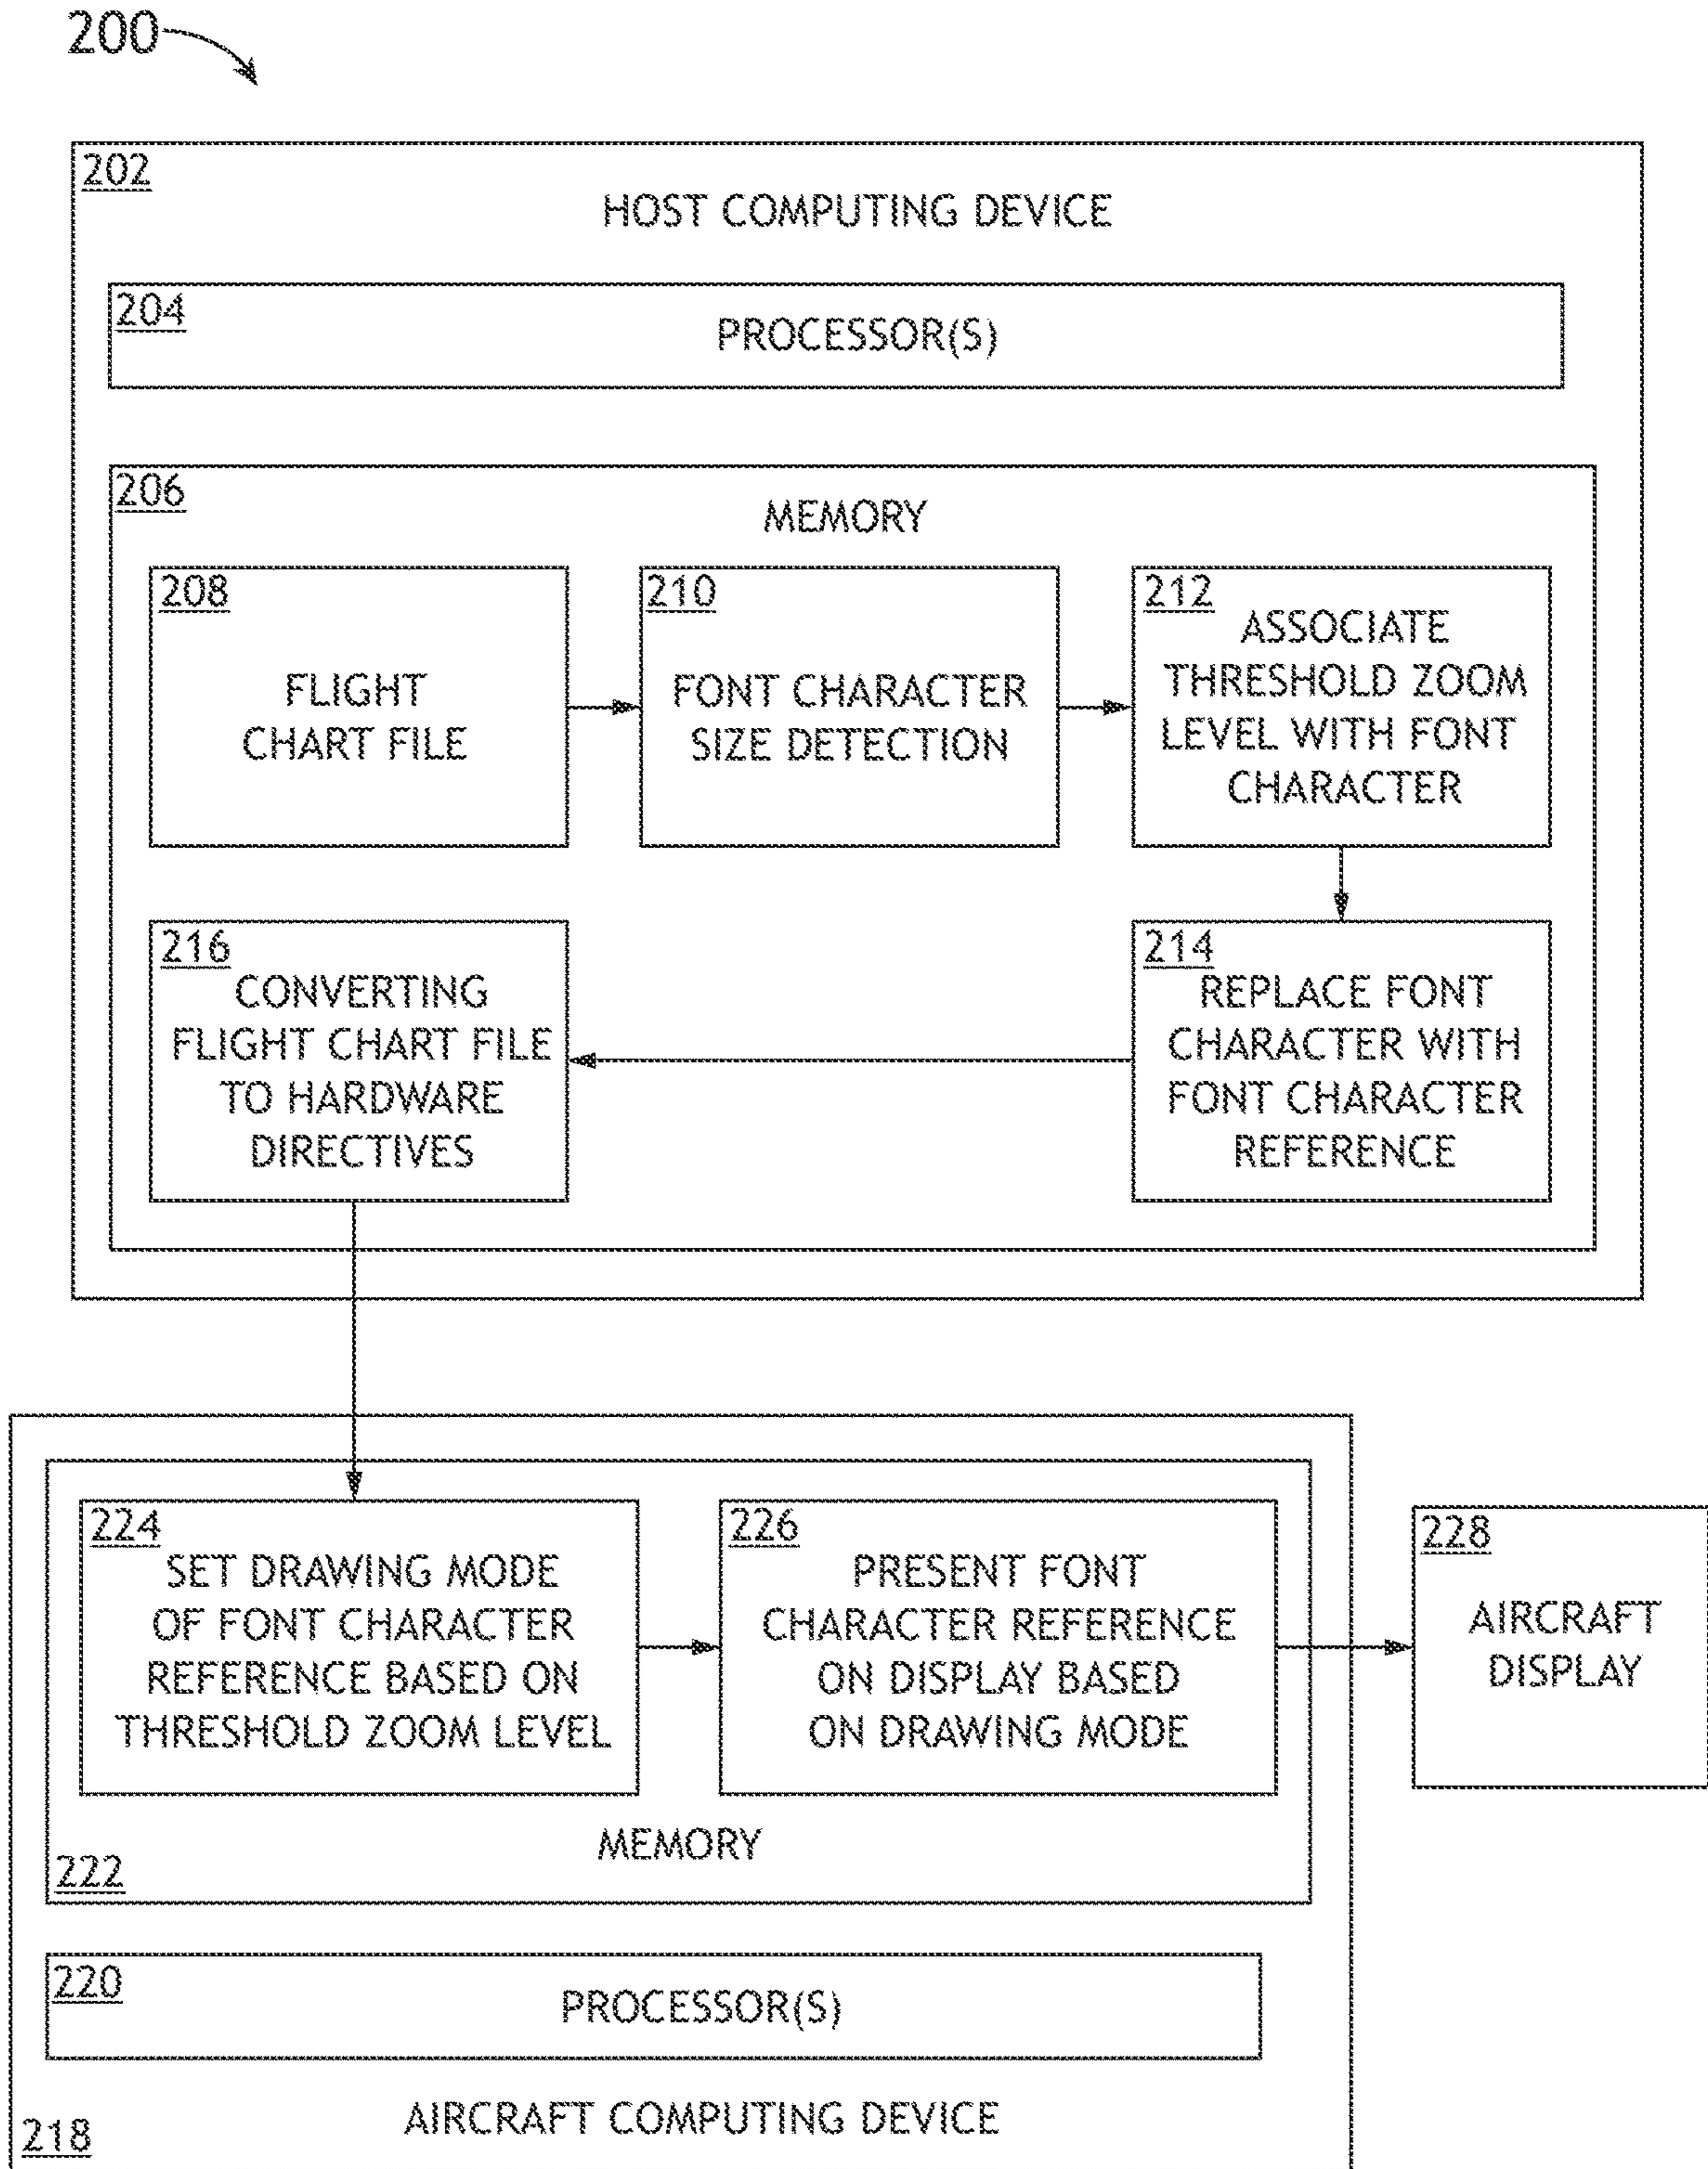 200
202
HOST COMPUTING DEVICE
204
PROCESSOR(S)
206
MEMORY
208
FLIGHT
CHART FILE
210
FONT CHARACTER
SIZE DETECTION
212
ASSOCIATE
THRESHOLD ZOOM
LEVEL WITH FONT
CHARACTER
214
REPLACE FONT
CHARACTER WITH
FONT CHARACTER
REFERENCE
216
CONVERTING
FLIGHT CHART FILE
TO HARDWARE
DIRECTIVES
224
SET DRAWING MODE
OF FONT CHARACTER
REFERENCE BASED ON
THRESHOLD ZOOM LEVEL
226
PRESENT FONT
CHARACTER REFERENCE
ON DISPLAY BASED
ON DRAWING MODE
228
AIRCRAFT
DISPLAY
MEMORY
222
220
PROCESSOR(S)
AIRCRAFT COMPUTING DEVICE
218